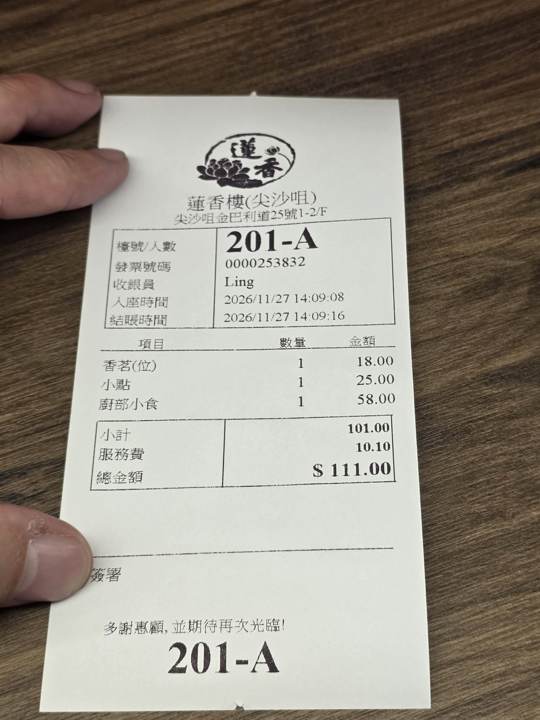 蓮香
蓮香樓(尖沙咀)
尖沙咀金巴利道25號1-2/F
檯號/人數 201-A
發票號碼 0000253832
收銀員 Ling
入座時間 2026/11/27 14:09:08
結賬時間 2026/11/27 14:09:16
項目 數量 金額
香茗(位) 1 18.00
小點 1 25.00
廚部小食 1 58.00
小計 101.00
服務費 10.10
總金額 $ 111.00
簽署
多謝惠顧,並期待再次光臨!
201-A